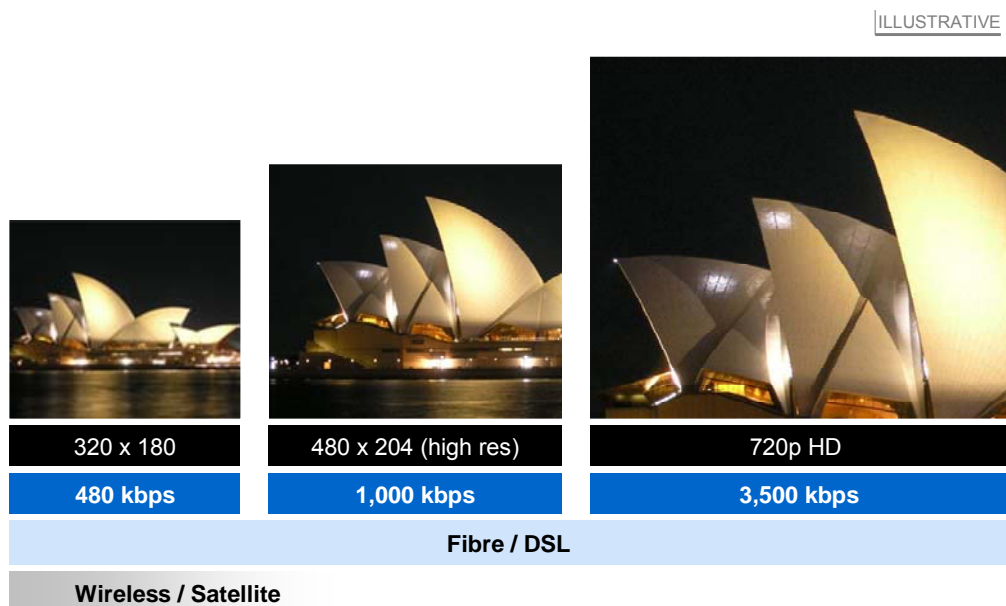 ILLUSTRATIVE
320 x 180
480 x 204 (high res)
720p HD
480 kbps
1,000 kbps
3,500 kbps
Fibre / DSL
Wireless / Satellite